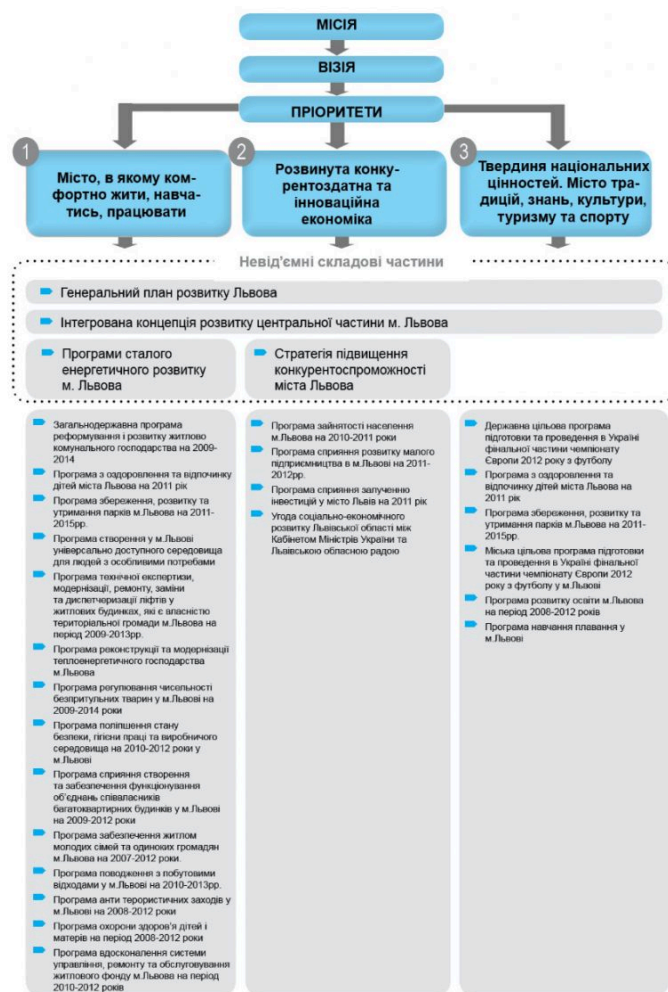 МІСІЯ
ВІЗІЯ
ПРІОРИТЕТИ
1
Місто, в якому ком-
фортно жити, навча-
тись, працювати
2
Розвинута конку-
рентоздатна та
інноваційна
економіка
3
Твердиня національних
цінностей. Місто тра-
дицій, знань, культури,
туризму та спорту
Невід'ємні складові частини
Генеральний план розвитку Львова
Інтегрована концепція розвитку центральної частини м. Львова
Програми сталого
енергетичного розвитку
м. Львова
Стратегія підвищення
конкурентоспроможності
міста Львова
Загальнодержавна програма
реформування і розвитку житлово
комунального господарства на 2009-
2014
Програма з оздоровлення та відпочинку
дітей міста Львова на 2011 рік
Програма збереження, розвитку та
утримання парків м.Львова на 2011-
2015рр.
Програма створення у м.Львові
універсально доступного середовища
для людей з особливими потребами
Програма технічної експертизи,
модернізації, ремонту, заміни
та диспетчеризації ліфтів у
житлових будинках, які є власністю
територіальної громади м.Львова на
період 2009-2013рр.
Програма реконструкції та модернізації
теплоенергетичного господарства
м.Львова
Програма регулювання чисельності
безпритульних тварин у м.Львові на
2009-2014 роки
Програма поліпшення стану
безпеки, гігієни праці та виробничого
середовища на 2010-2012 роки у
м.Львові
Програма сприяння створення
та забезпечення функціонування
об'єднань співвласників
багатоквартирних будинків у м.Львові
на 2009-2012 роки
Програма забезпечення житлом
молодих сімей та одиноких громадян
м.Львова на 2007-2012 роки.
Програма поводження з побутовими
відходами у м.Львові на 2010-2013рр.
Програма анти терористичних заходів у
м.Львові на 2008-2012 роки
Програма охорони здоров'я дітей і
матерів на період 2008-2012 роки
Програма вдосконалення системи
управління, ремонту та обслуговування
житлового фонду м.Львова на період
2010-2012 років
Програма зайнятості населення
м.Львова на 2010-2011 роки
Програма сприяння розвитку малого
підприємництва в м.Львові на 2011-
2012рр.
Програма сприяння залученню
інвестицій у місто Львів на 2011 рік
Угода соціально-економічного
розвитку Львівської області між
Кабінетом Міністрів України та
Львівською обласною радою
Державна цільова програма
підготовки та проведення в Україні
фінальної частини чемпіонату
Європи 2012 року з футболу
Програма з оздоровлення та
відпочинку дітей міста Львова на
2011 рік
Програма збереження, розвитку та
утримання парків м.Львова на 2011-
2015рр.
Міська цільова програма підготовки
та проведення в Україні фінальної
частини чемпіонату Європи 2012
року з футболу у м.Львові
Програма розвитку освіти м.Львова
на період 2008-2012 років
Програма навчання плавання у
м.Львові